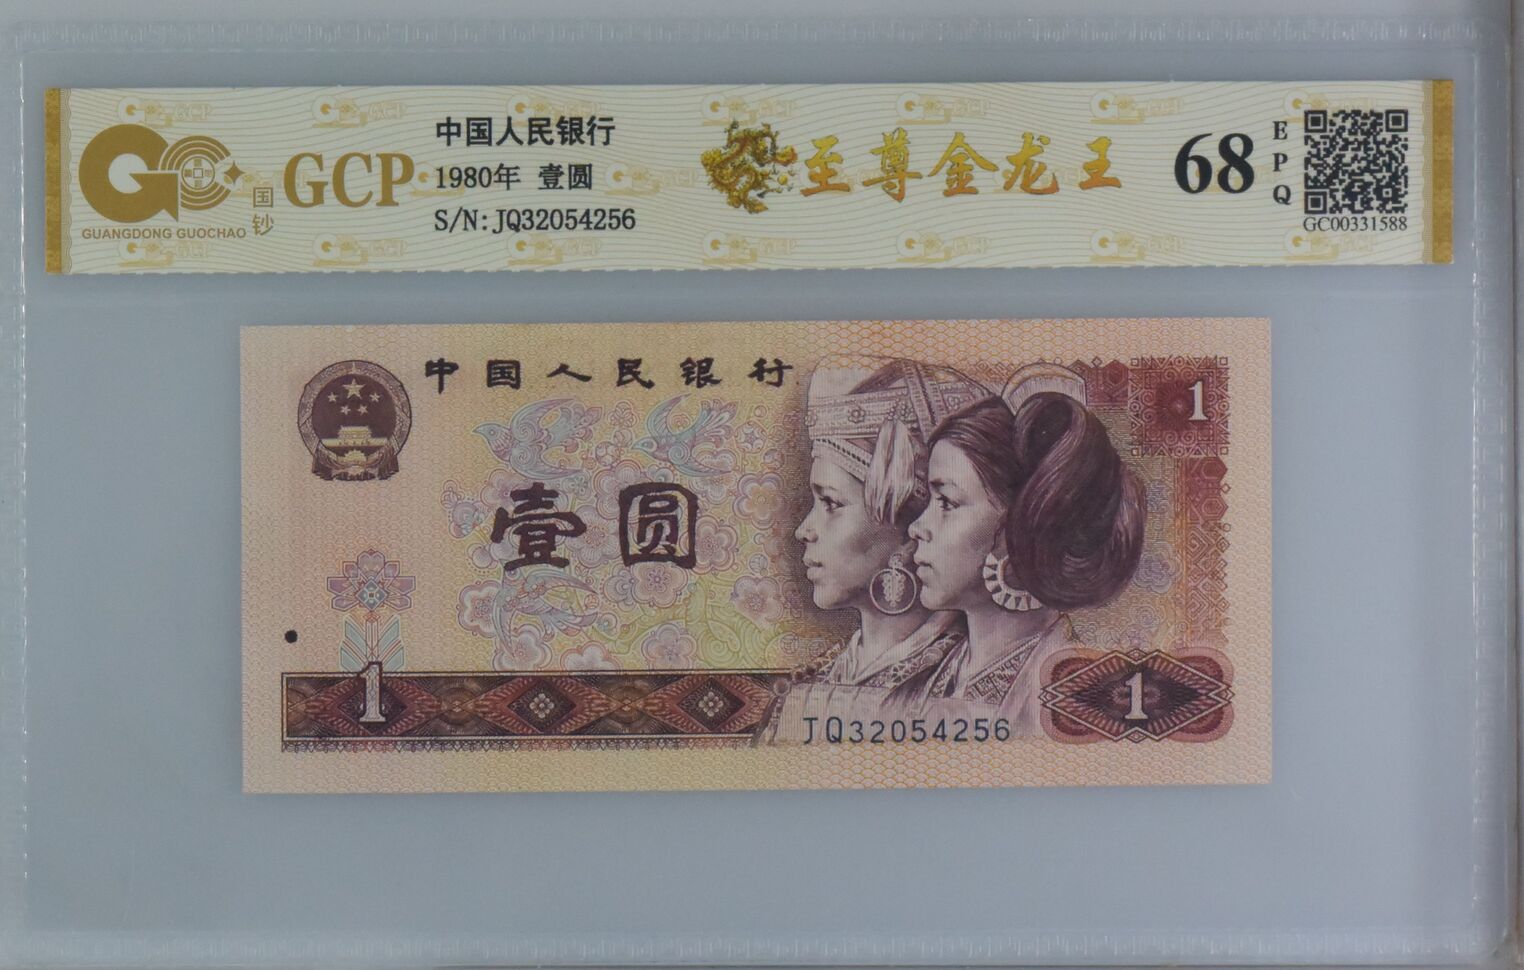 GC
国钞
GUANGDONG GUOCHAO
GCP
中国人民银行
1980年 壹圆
S/N: JQ32054256
至尊金龙王
68
EPQ
GC00331588
中国人民银行
1
壹圆
1
JQ32054256
1